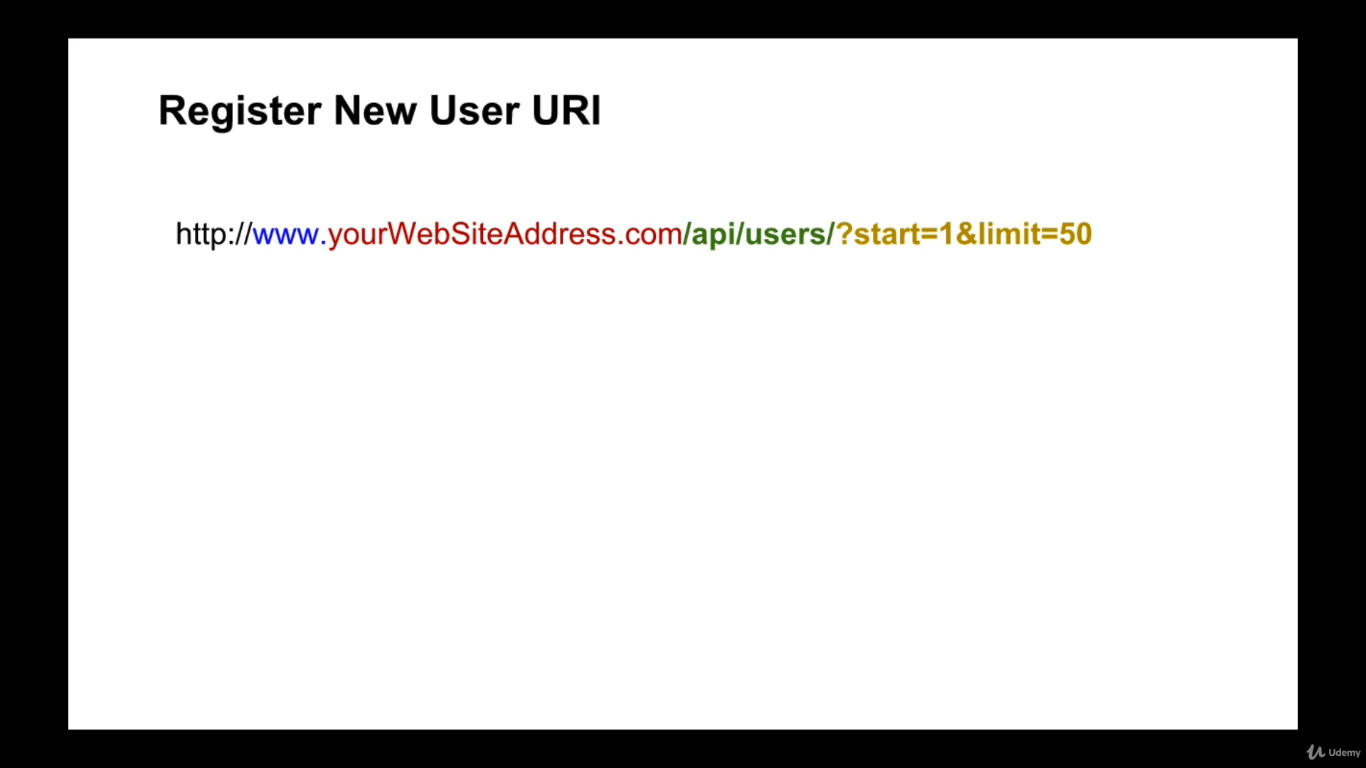 Register New User URI
http://www.yourWebSiteAddress.com/api/users/?start=1&limit=50
Udemy